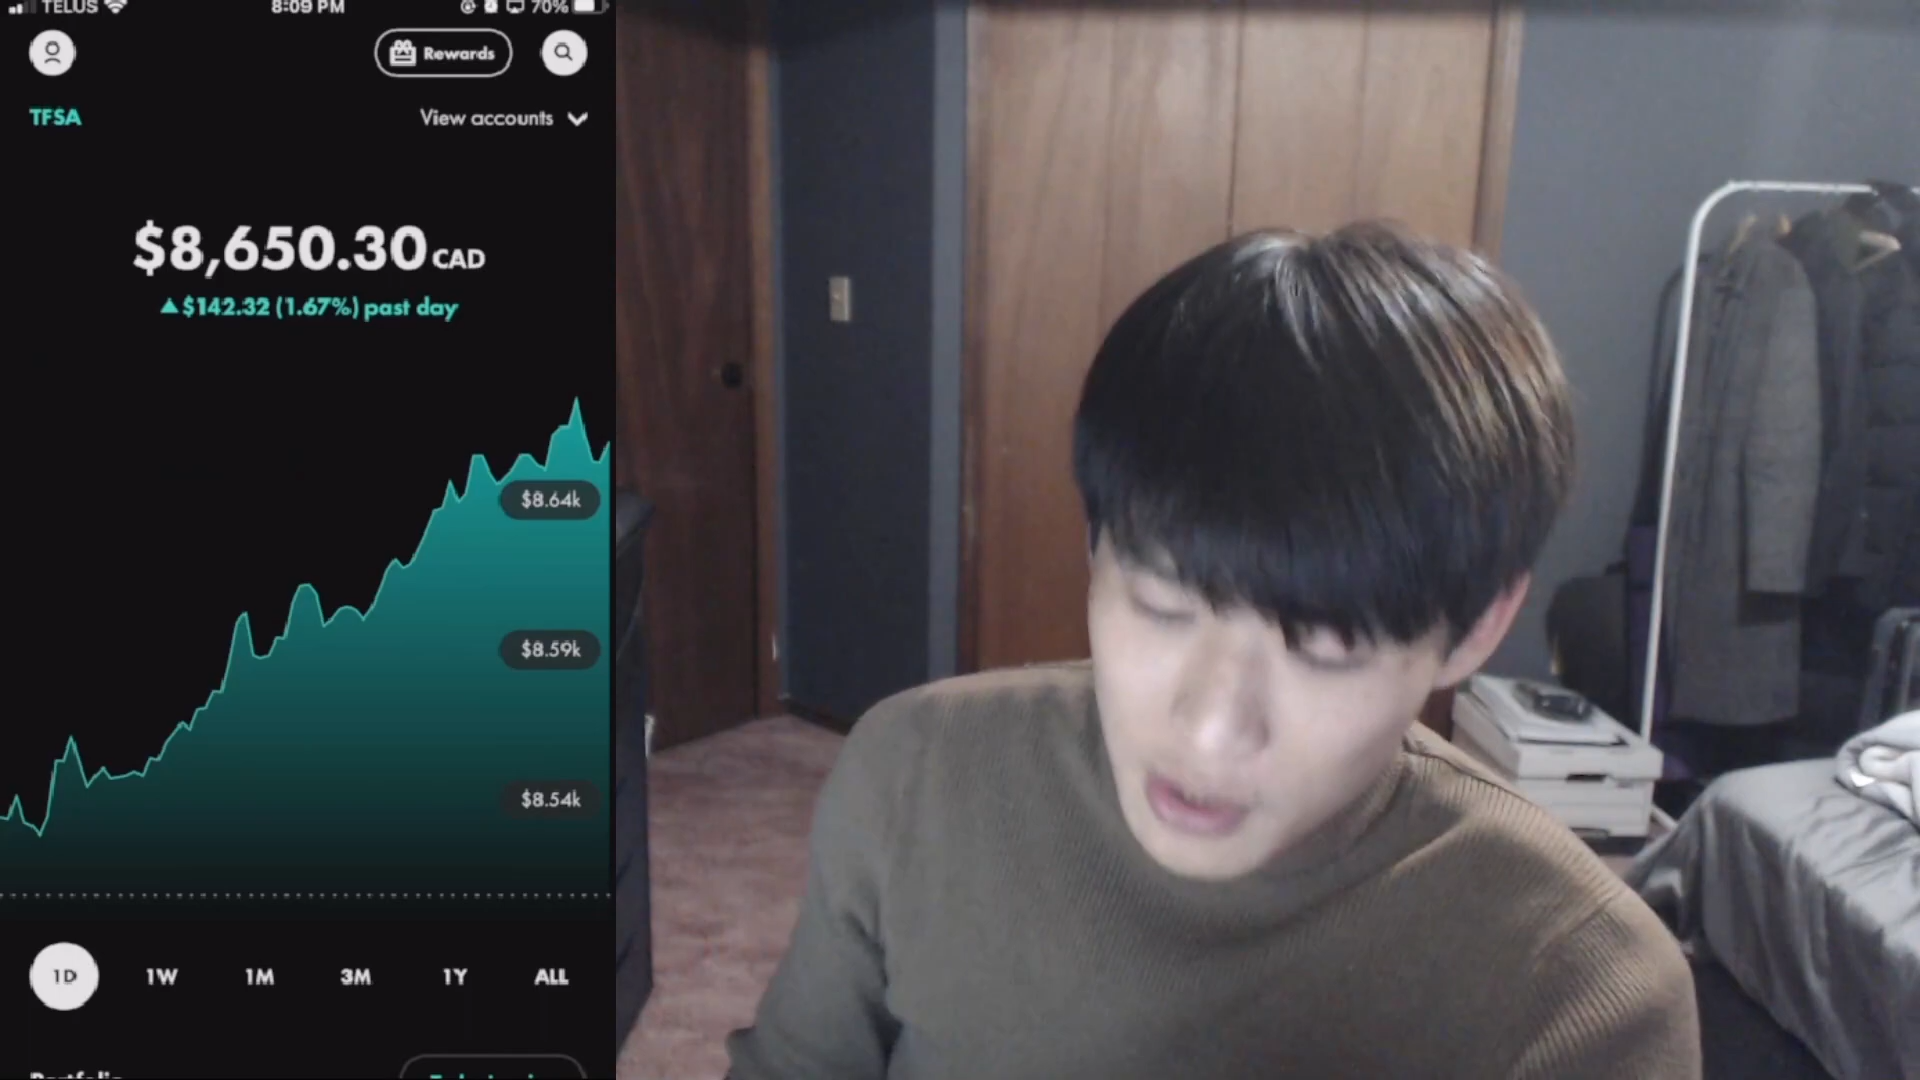 TELUS 8:09 PM 70%
Rewards
TFSA View accounts
$8,650.30 CAD
▲$142.32 (1.67%) past day
$8.64k
$8.59k
$8.54k
1D 1W 1M 3M 1Y ALL
Portfolio